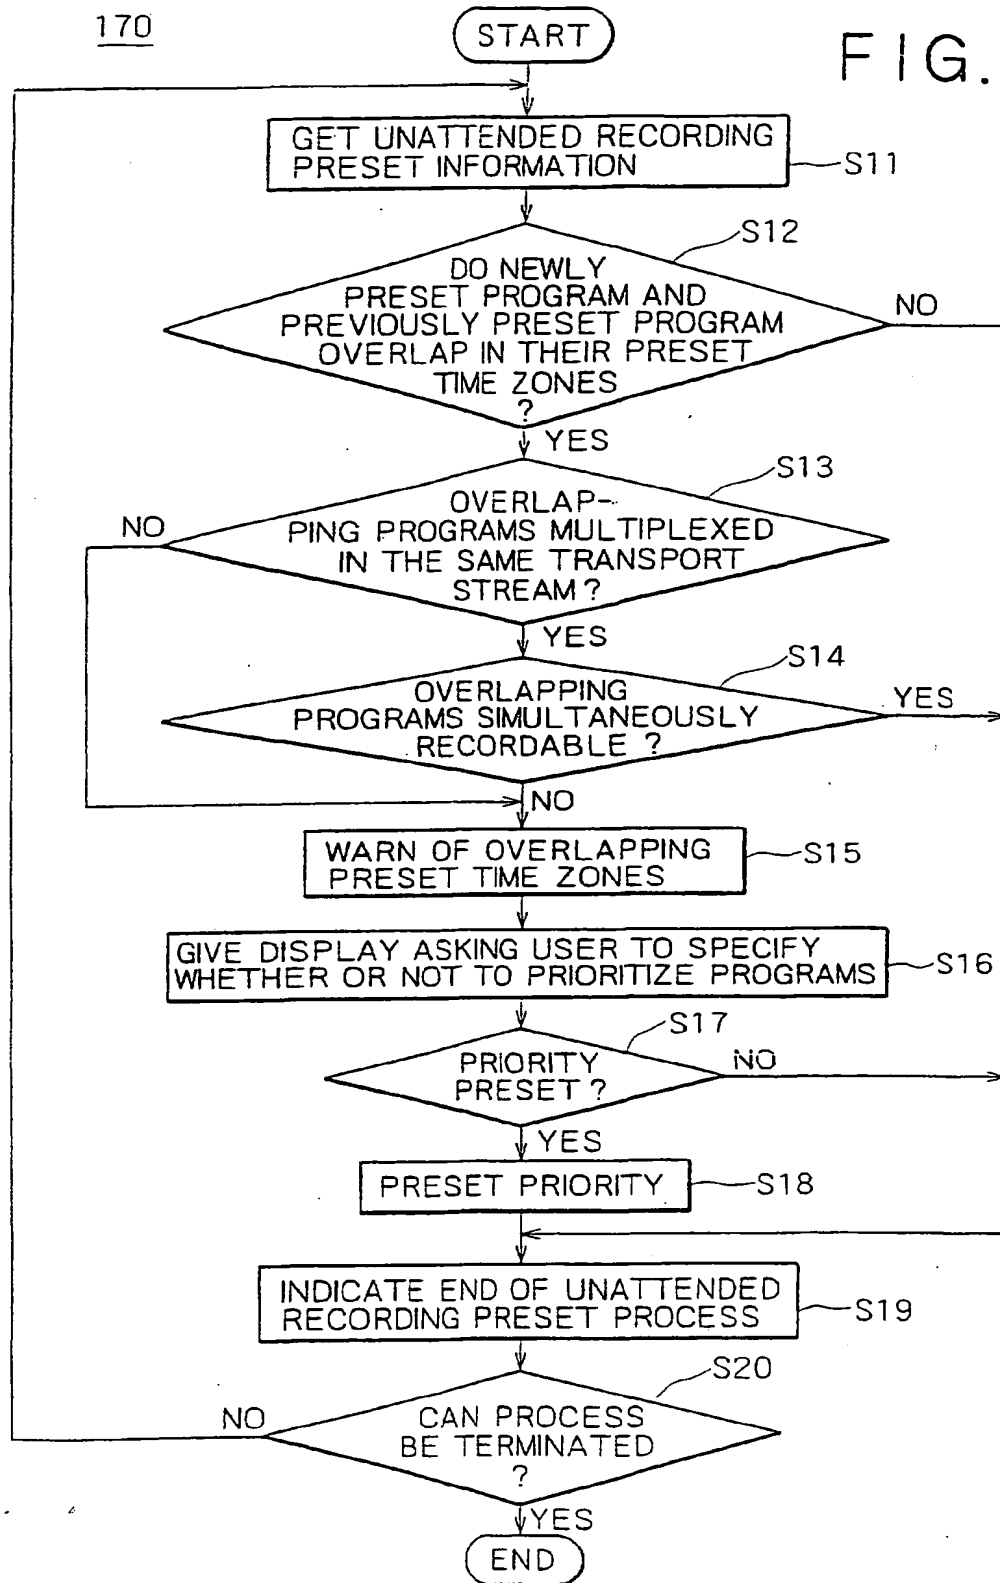 170
START
FIG.
GET UNATTENDED RECORDING
PRESET INFORMATION
S11
S12
DO NEWLY
PRESET PROGRAM AND
PREVIOUSLY PRESET PROGRAM
OVERLAP IN THEIR PRESET
TIME ZONES
?
NO
YES
S13
OVERLAP-
PING PROGRAMS MULTIPLEXED
IN THE SAME TRANSPORT
STREAM?
NO
YES
S14
OVERLAPPING
PROGRAMS SIMULTANEOUSLY
RECORDABLE ?
YES
NO
WARN OF OVERLAPPING
PRESET TIME ZONES
S15
GIVE DISPLAY ASKING USER TO SPECIFY
WHETHER OR NOT TO PRIORITIZE PROGRAMS
S16
S17
PRIORITY
PRESET ?
NO
YES
PRESET PRIORITY
S18
INDICATE END OF UNATTENDED
RECORDING PRESET PROCESS
S19
S20
CAN PROCESS
BE TERMINATED
?
NO
YES
END